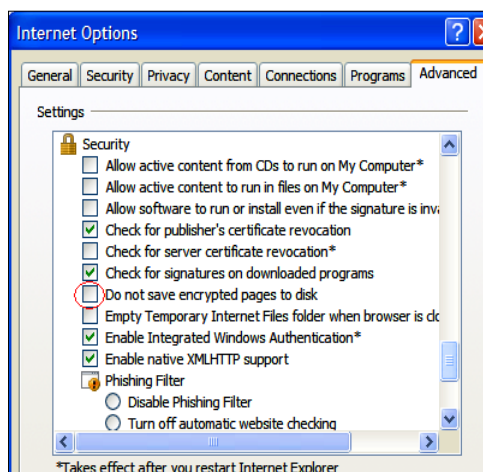 Internet Options
General Security Privacy Content Connections Programs Advanced
Settings
Security
Allow active content from CDs to run on My Computer*
Allow active content to run in files on My Computer*
Allow software to run or install even if the signature is
Check for publisher's certificate revocation
Check for server certificate revocation*
Check for signatures on downloaded programs
Do not save encrypted pages to disk
Empty Temporary Internet Files folder when browser is
Enable Integrated Windows Authentication*
Enable native XMLHTTP support
Phishing Filter
Disable Phishing Filter
Turn off automatic website checking
*Takes effect after you restart Internet Explorer